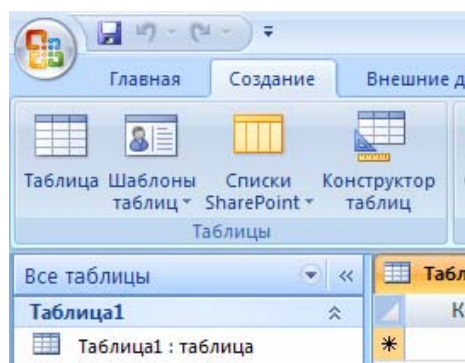 Главная Создание Внешние д
Таблица Шаблоны таблиц Списки SharePoint Конструктор таблиц
Таблицы
Все таблицы « Табл
Таблица1 К
Таблица1 : таблица